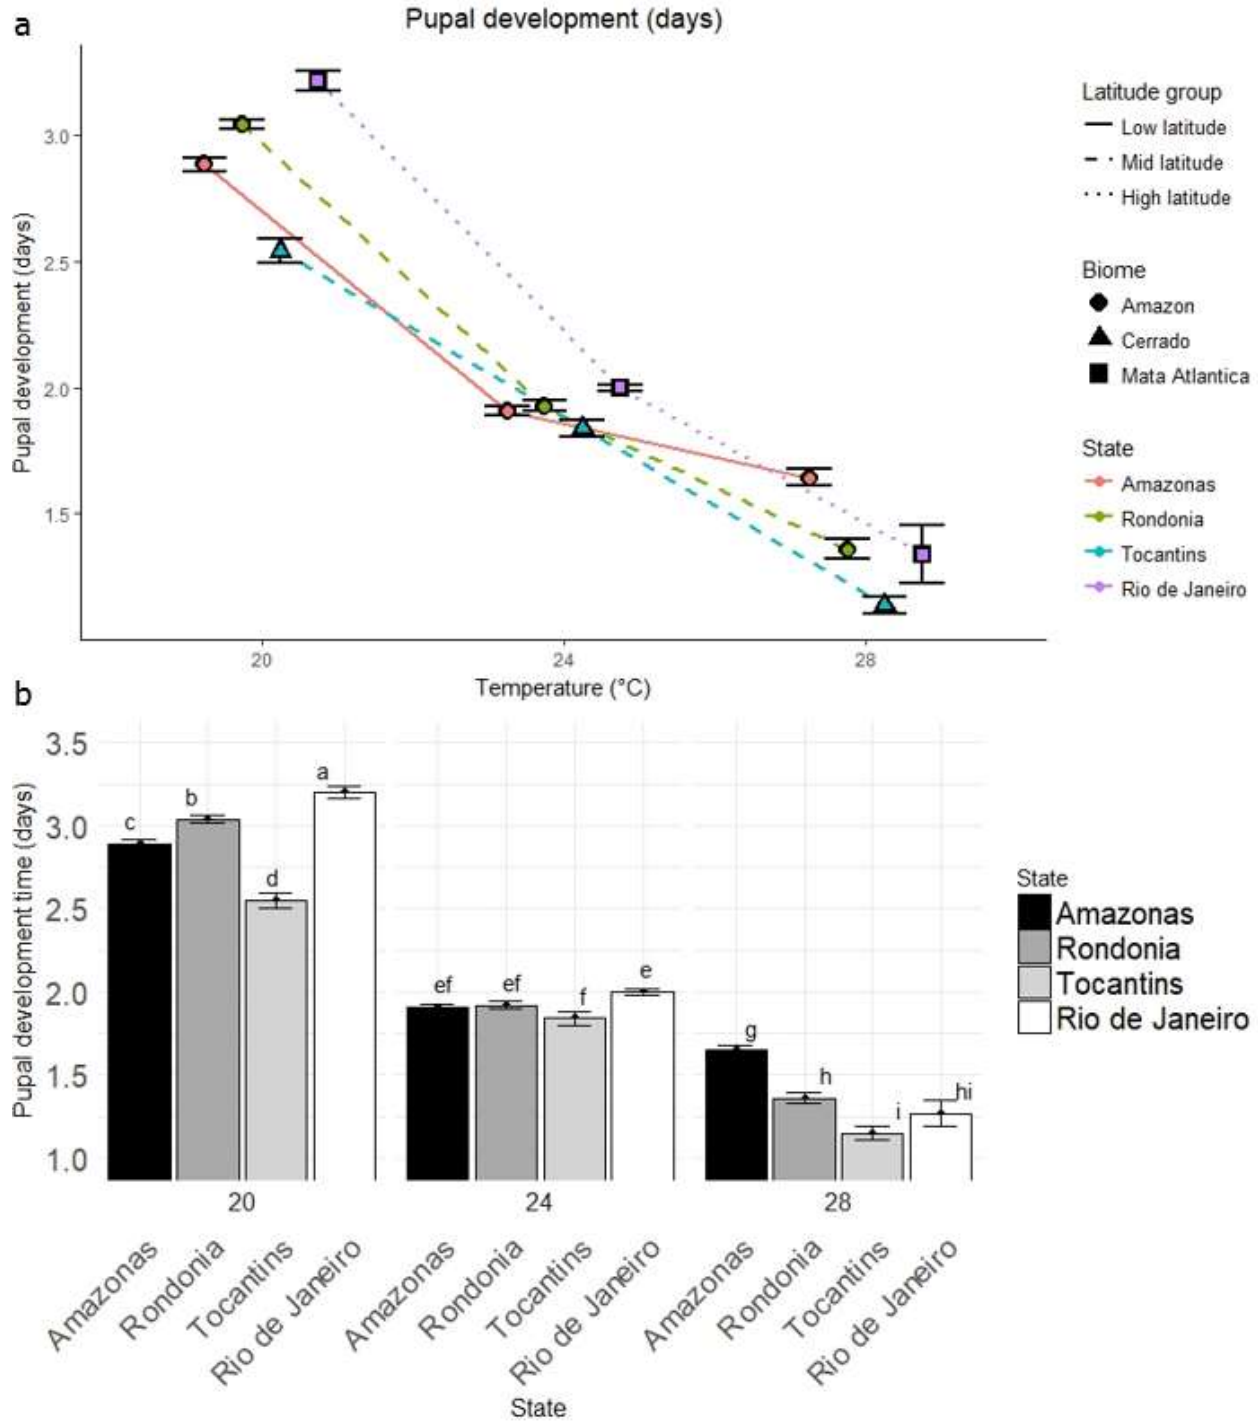 a
Pupal development (days)
Pupal development (days)
3.0
2.5
2.0
1.5
20
24
28
Temperature (°C)
Latitude group
Low latitude
Mid latitude
High latitude
Biome
Amazon
Cerrado
Mata Atlantica
State
Amazonas
Rondonia
Tocantins
Rio de Janeiro
b
Pupal development time (days)
3.5
3.0
2.5
2.0
1.5
1.0
c
b
d
a
ef
ef
f
e
g
h
i
hi
20
24
28
Amazonas
Rondonia
Tocantins
Rio de Janeiro
Amazonas
Rondonia
Tocantins
Rio de Janeiro
Amazonas
Rondonia
Tocantins
Rio de Janeiro
State
State
Amazonas
Rondonia
Tocantins
Rio de Janeiro